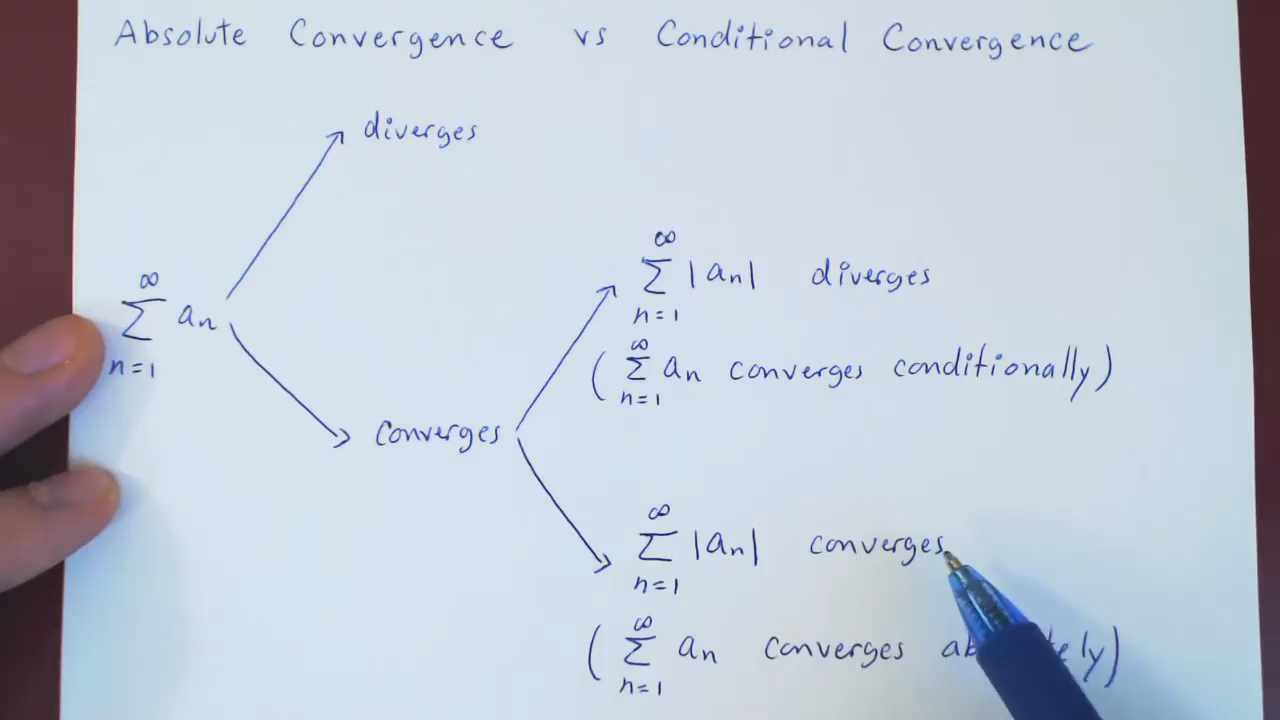 Absolute Convergence vs Conditional Convergence
diverges
∞
∑ |an| diverges
n=1
∞
∑ an
n=1
∞
( ∑ an converges conditionally)
n=1
converges
∞
∑ |an| converges
n=1
∞
( ∑ an converges
n=1